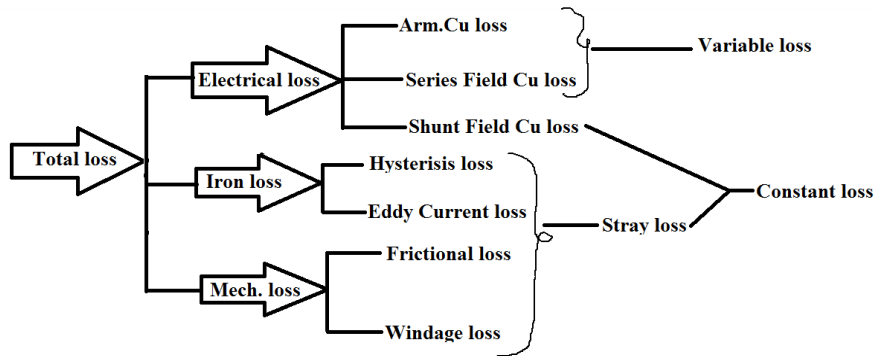 Arm.Cu loss
Variable loss
Electrical loss
Series Field Cu loss
Shunt Field Cu loss
Total loss
Hysterisis loss
Iron loss
Constant loss
Eddy Current loss
Stray loss
Frictional loss
Mech. loss
Windage loss